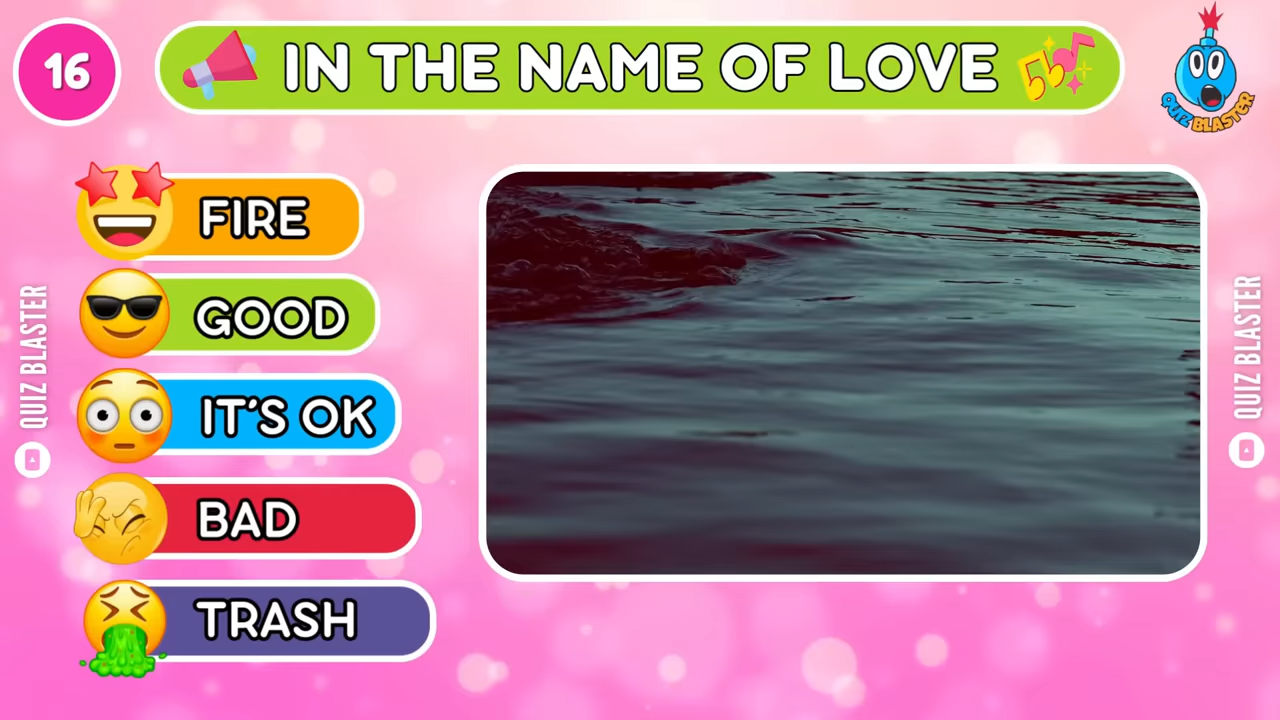 16
IN THE NAME OF LOVE
QUIZ BLASTER
FIRE
GOOD
IT'S OK
BAD
TRASH
QUIZ BLASTER
QUIZ BLASTER